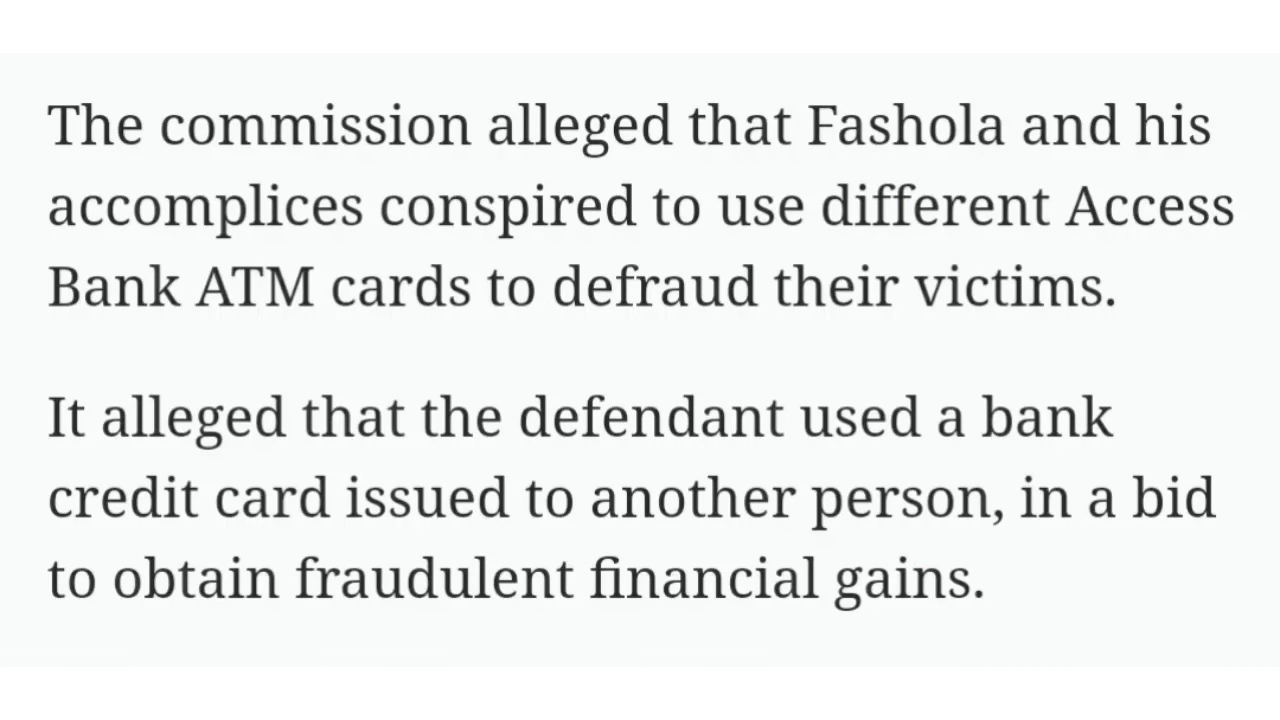 The commission alleged that Fashola and his
accomplices conspired to use different Access
Bank ATM cards to defraud their victims.
It alleged that the defendant used a bank
credit card issued to another person, in a bid
to obtain fraudulent financial gains.